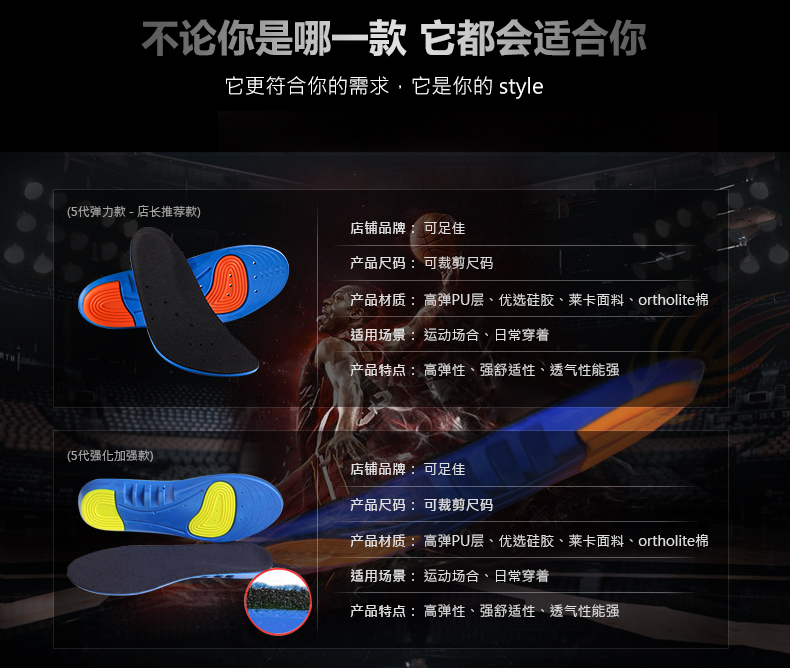 不论你是哪一款 它都会适合你
它更符合你的需求，它是你的 style
(5代弹力款 - 店长推荐款)
店铺品牌： 可足佳
产品尺码： 可裁剪尺码
产品材质： 高弹PU层、优选硅胶、莱卡面料、ortholite棉
适用场景： 运动场合、日常穿着
产品特点： 高弹性、强舒适性、透气性能强
(5代强化加强款)
店铺品牌： 可足佳
产品尺码： 可裁剪尺码
产品材质： 高弹PU层、优选硅胶、莱卡面料、ortholite棉
适用场景： 运动场合、日常穿着
产品特点： 高弹性、强舒适性、透气性能强